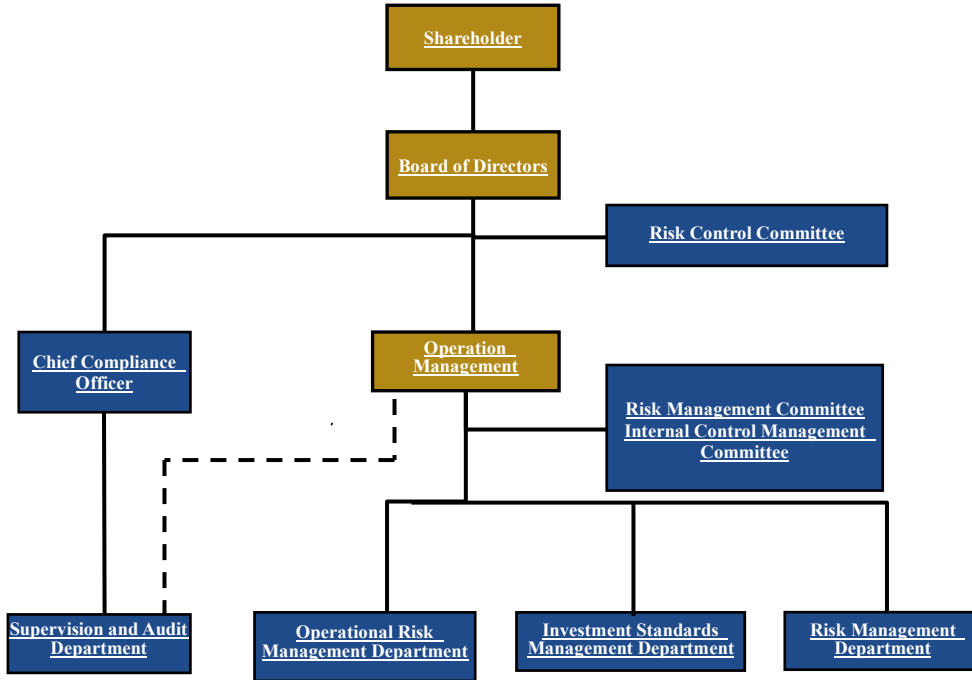 Shareholder
Board of Directors
Risk Control Committee
Chief Compliance
Officer
Operation
Management
Risk Management Committee
Internal Control Management
Committee
Supervision and Audit
Department
Operational Risk
Management Department
Investment Standards
Management Department
Risk Management
Department